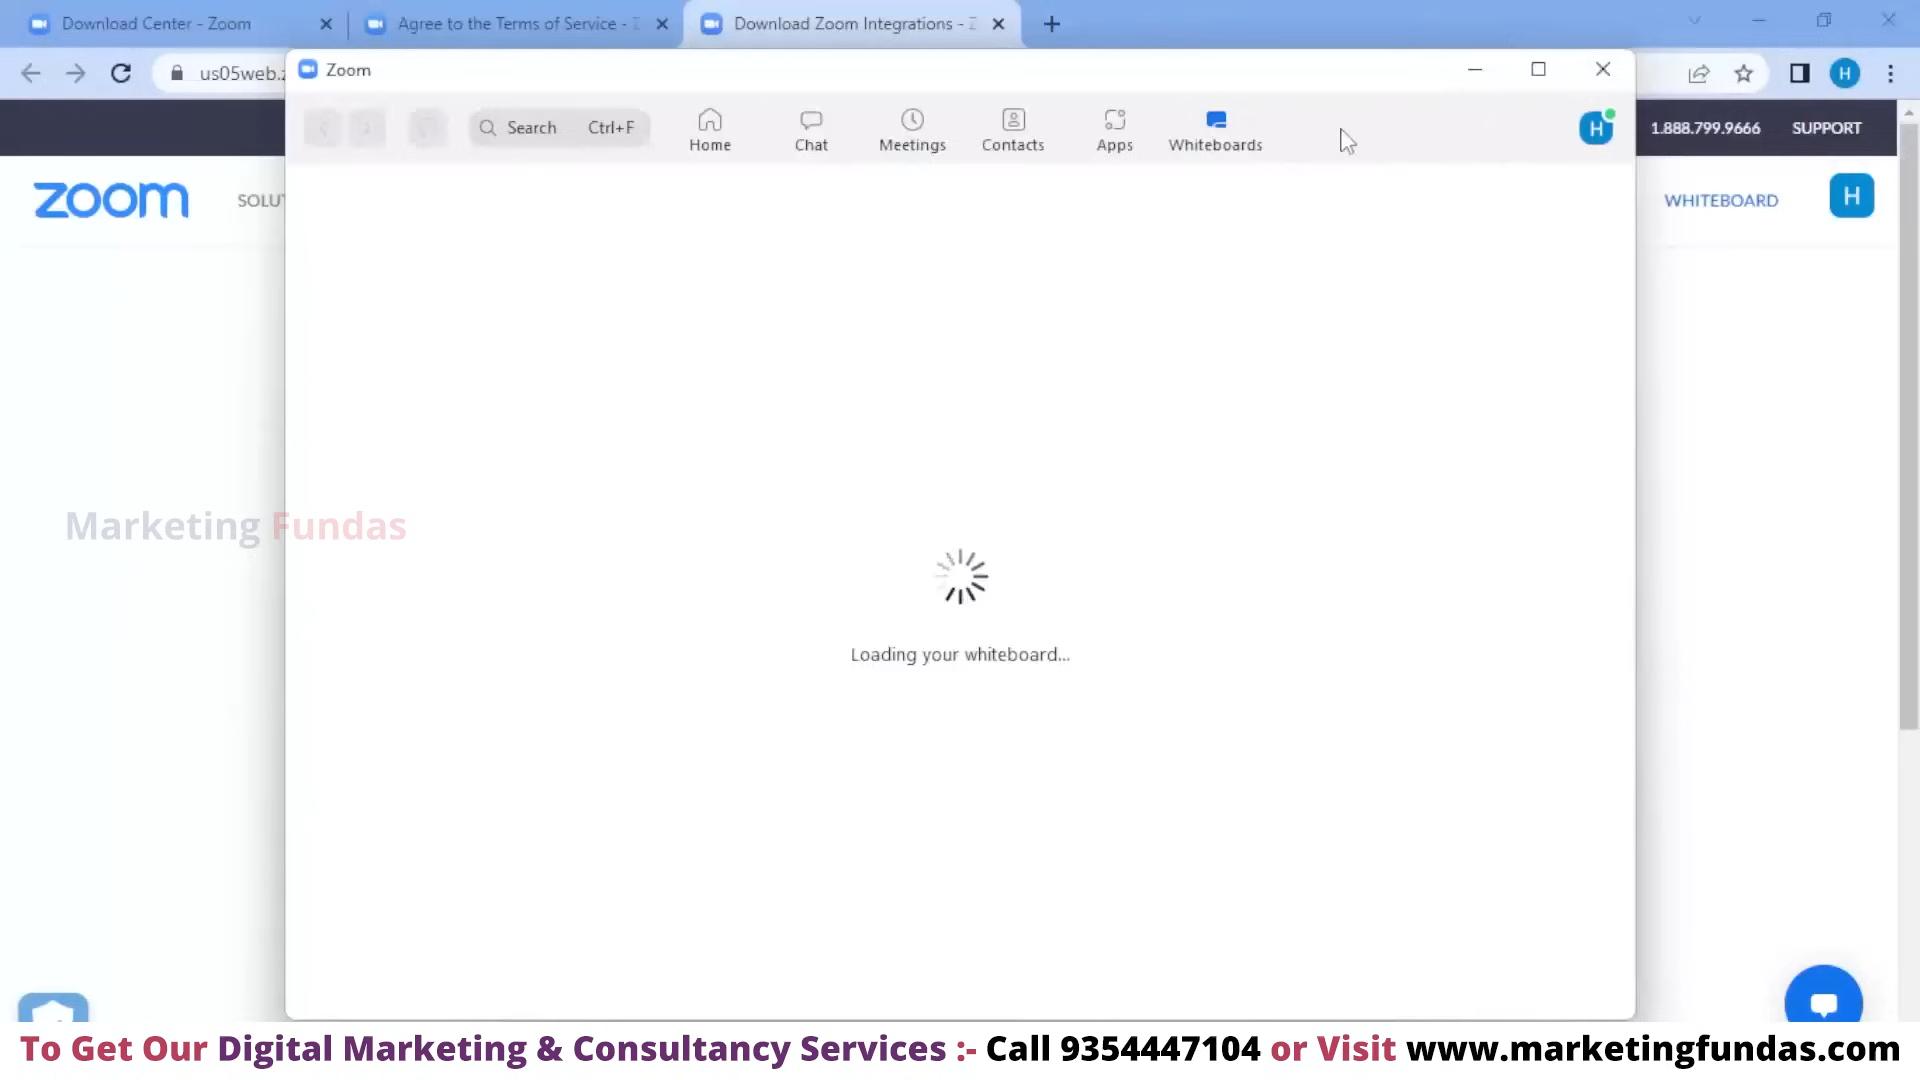 Download Center - Zoom
Agree to the Terms of Service -
Download Zoom Integrations -
us05web.z
H
Zoom
Search Ctrl+F
Home
Chat
Meetings
Contacts
Apps
Whiteboards
H
1.888.799.9666
SUPPORT
zoom
SOLU
WHITEBOARD
H
Marketing Fundas
Loading your whiteboard...
To Get Our Digital Marketing & Consultancy Services :- Call 9354447104 or Visit www.marketingfundas.com